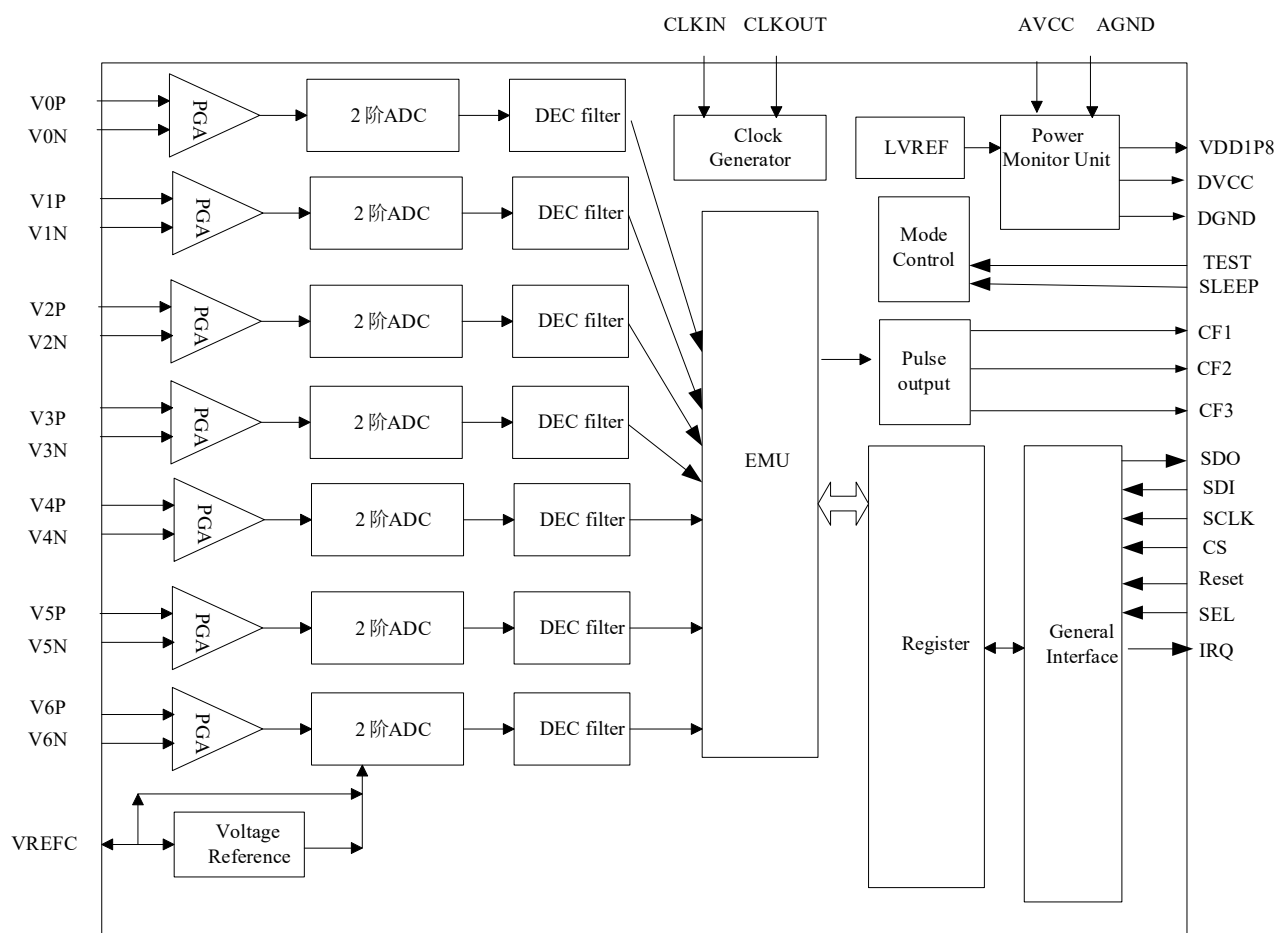 CLKIN CLKOUT AVCC AGND
V0P
V0N
PGA
2 阶ADC
DEC filter
Clock
Generator
LVREF
Power
Monitor Unit
VDD1P8
DVCC
DGND
V1P
V1N
PGA
2 阶ADC
DEC filter
Mode
Control
TEST
SLEEP
V2P
V2N
PGA
2 阶ADC
DEC filter
Pulse
output
CF1
CF2
CF3
V3P
V3N
PGA
2 阶ADC
DEC filter
EMU
V4P
V4N
PGA
2 阶ADC
DEC filter
SDO
SDI
SCLK
CS
Reset
SEL
IRQ
V5P
V5N
PGA
2 阶ADC
DEC filter
Register
General
Interface
V6P
V6N
PGA
2 阶ADC
DEC filter
VREFC
Voltage
Reference